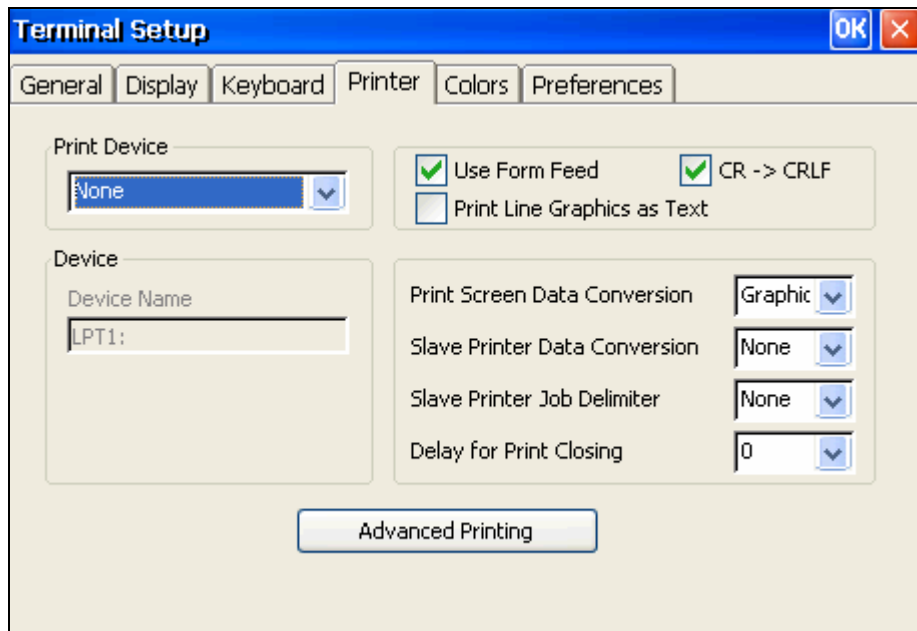 Terminal Setup OK
General Display Keyboard Printer Colors Preferences
Print Device
None
Use Form Feed CR -> CRLF
Print Line Graphics as Text
Device
Device Name
LPT1:
Print Screen Data Conversion Graphic
Slave Printer Data Conversion None
Slave Printer Job Delimiter None
Delay for Print Closing 0
Advanced Printing